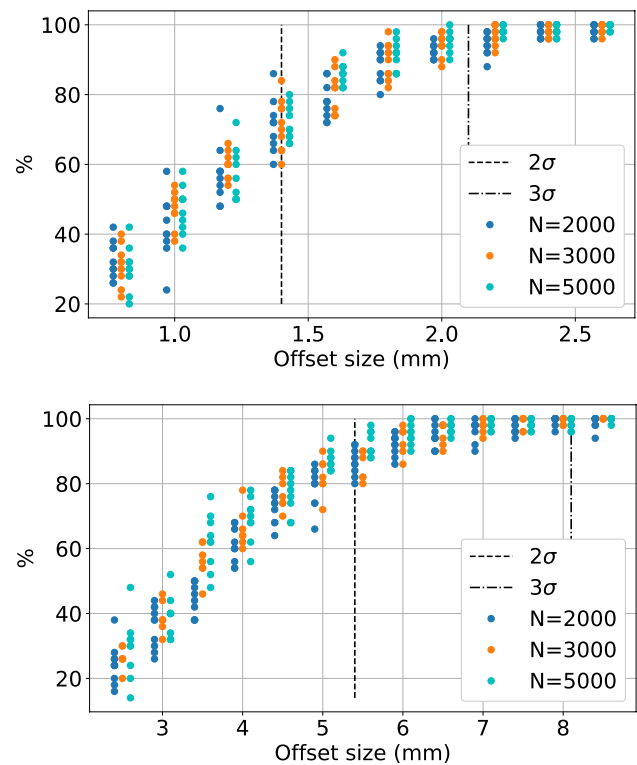 100
80
60
40
20
%
2σ
3σ
N=2000
N=3000
N=5000
1.0 1.5 2.0 2.5
Offset size (mm)
100
80
60
40
20
%
2σ
3σ
N=2000
N=3000
N=5000
3 4 5 6 7 8
Offset size (mm)